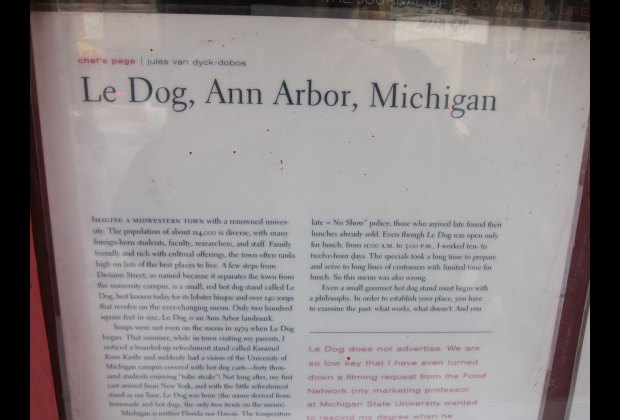 THE JOURNAL OF FOOD AND CULTURE
chef's page | jules van dyck-dobos
Le Dog, Ann Arbor, Michigan
Imagine a midwestern town with a renowned univer-
sity. The population of about 114,000 is diverse, with many
foreign-born students, faculty, researchers, and staff. Family
friendly and rich with cultural offerings, the town often ranks
high on lists of the best places to live. A few steps from
Division Street, so named because it separates the town from
the university campus, is a small, red hot dog stand called Le
Dog, best known today for its lobster bisque and over 240 soups
that revolve on the ever-changing menu. Only two hundred
square feet in size, Le Dog is an Ann Arbor landmark.
Soups were not even on the menu in 1979 when Le Dog
began. That summer, while in town visiting my parents, I
noticed a boarded-up refreshment stand called Karamel
Korn Kastle and suddenly had a vision of the University of
Michigan campus covered with hot dog carts—forty thou-
sand students enjoying "tube steaks"! Not long after, my first
cart arrived from New York, and with the little refreshment
stand as my base, Le Dog was born (the name derived from
lemonade and hot dog, the only two items on the menu).
Michigan is neither Florida nor Hawaii. The temperature
late = No Show" policy; those who arrived late found their
lunches already sold. Even though Le Dog was open only
for lunch, from 11:00 A.M. to 2:00 P.M., I worked ten- to
twelve-hour days. The specials took a long time to prepare
and serve to long lines of customers with limited time for
lunch. So this menu was also wrong.
Even a small gourmet hot dog stand must begin with
a philosophy. In order to establish your place, you have
to examine the past: what works, what doesn't. And you
Le Dog does not advertise. We are
so low key that I have even turned
down a filming request from the Food
Network (my marketing professor
at Michigan State University wanted
to rescind my degree when he